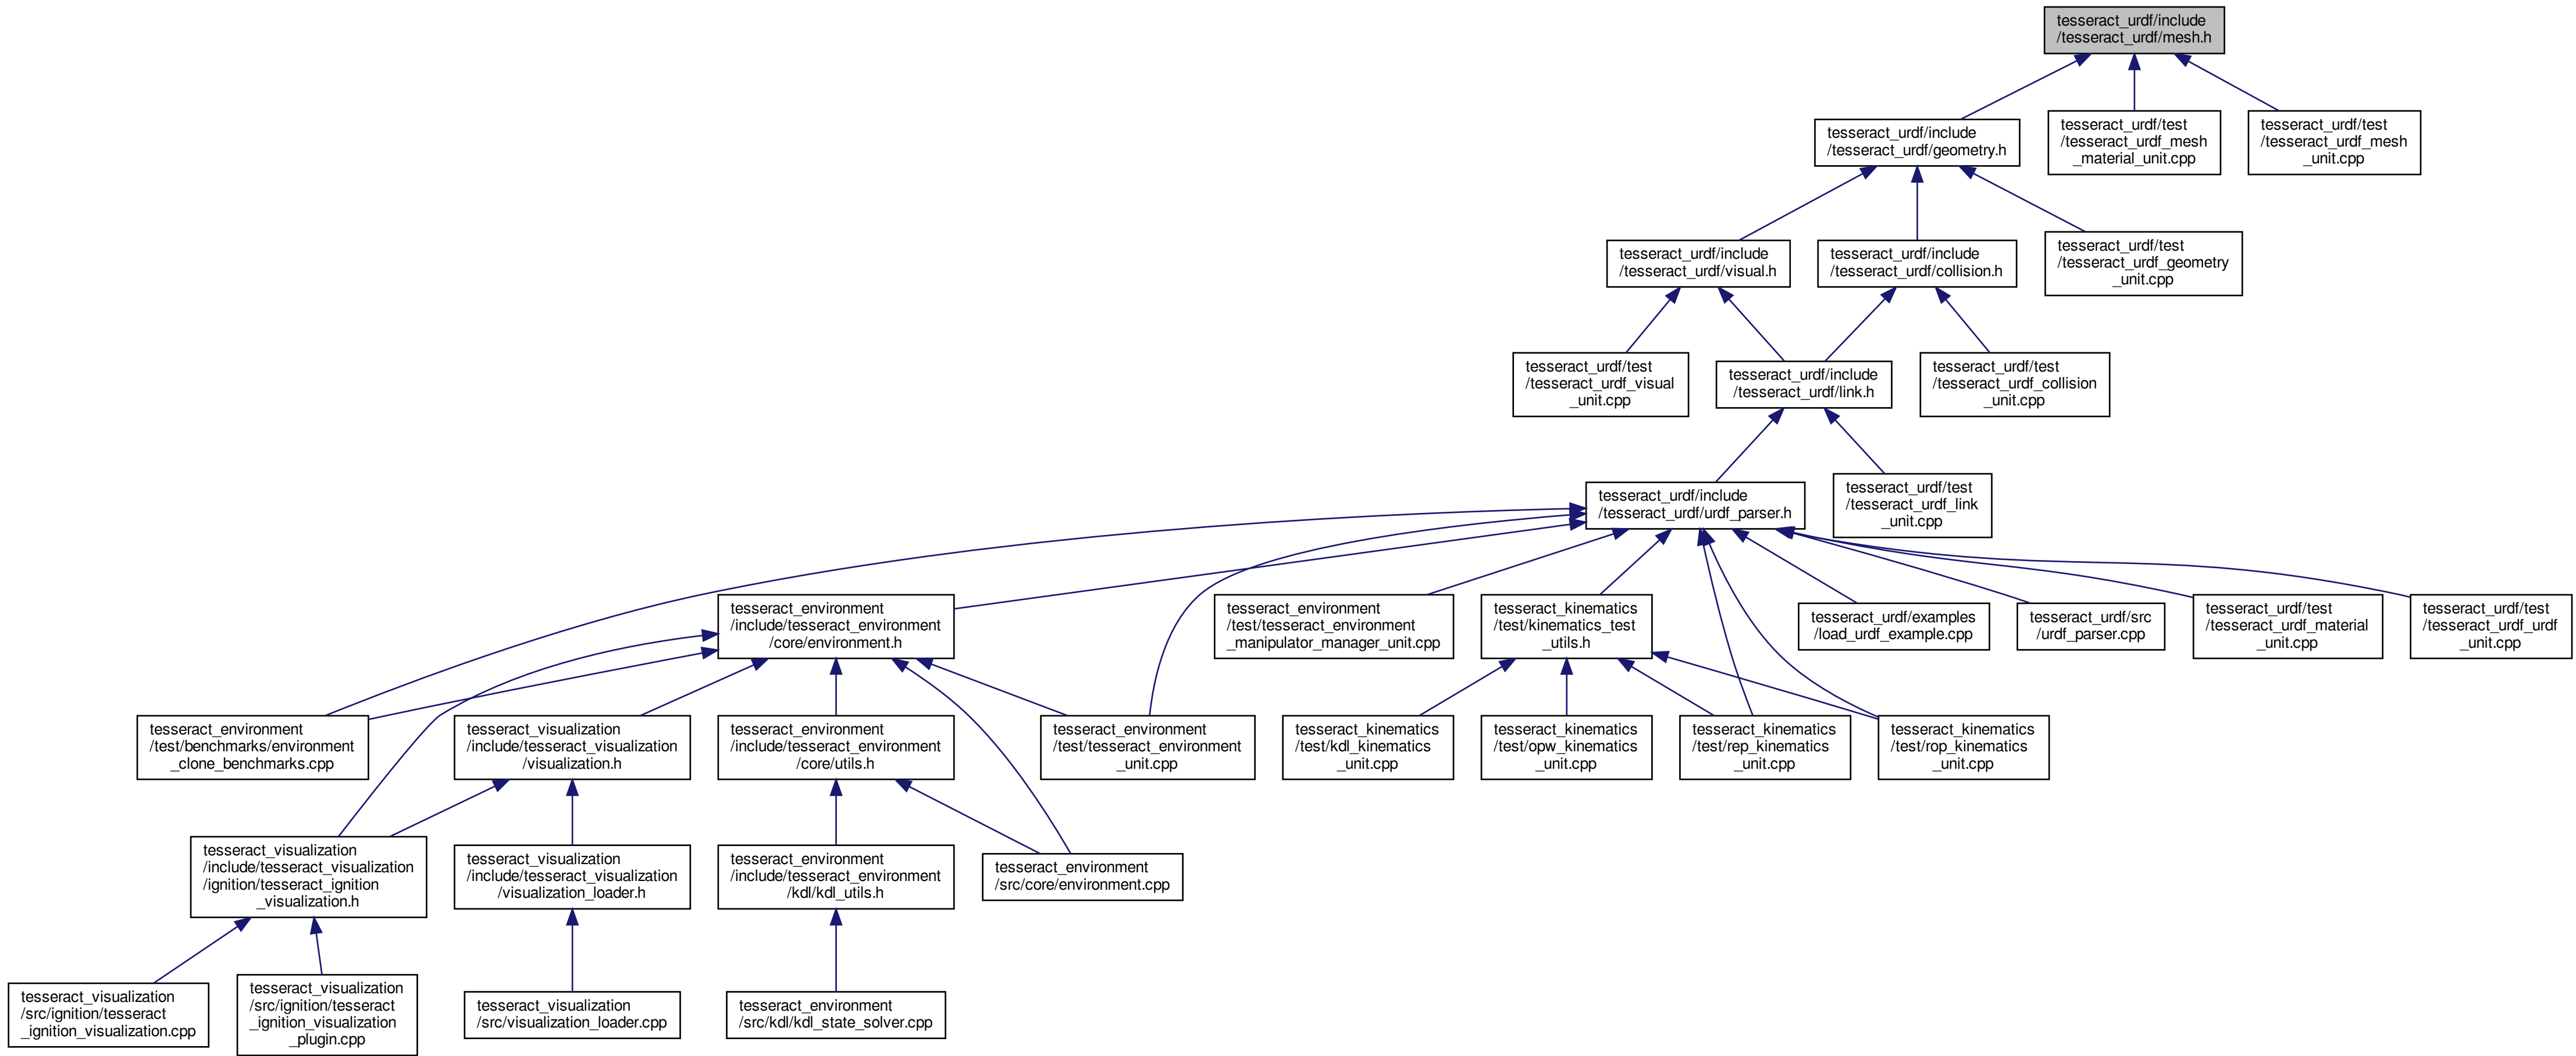 tesseract_urdf/include
/tesseract_urdf/mesh.h
tesseract_urdf/include
/tesseract_urdf/geometry.h
tesseract_urdf/test
/tesseract_urdf_mesh
_material_unit.cpp
tesseract_urdf/test
/tesseract_urdf_mesh
_unit.cpp
tesseract_urdf/include
/tesseract_urdf/visual.h
tesseract_urdf/include
/tesseract_urdf/collision.h
tesseract_urdf/test
/tesseract_urdf_geometry
_unit.cpp
tesseract_urdf/test
/tesseract_urdf_visual
_unit.cpp
tesseract_urdf/include
/tesseract_urdf/link.h
tesseract_urdf/test
/tesseract_urdf_collision
_unit.cpp
tesseract_urdf/include
/tesseract_urdf/urdf_parser.h
tesseract_urdf/test
/tesseract_urdf_link
_unit.cpp
tesseract_environment
/include/tesseract_environment
/core/environment.h
tesseract_environment
/test/tesseract_environment
_manipulator_manager_unit.cpp
tesseract_kinematics
/test/kinematics_test
_utils.h
tesseract_urdf/examples
/load_urdf_example.cpp
tesseract_urdf/src
/urdf_parser.cpp
tesseract_urdf/test
/tesseract_urdf_material
_unit.cpp
tesseract_urdf/test
/tesseract_urdf_urdf
_unit.cpp
tesseract_environment
/test/benchmarks/environment
_clone_benchmarks.cpp
tesseract_visualization
/include/tesseract_visualization
/visualization.h
tesseract_environment
/include/tesseract_environment
/core/utils.h
tesseract_environment
/test/tesseract_environment
_unit.cpp
tesseract_kinematics
/test/kdl_kinematics
_unit.cpp
tesseract_kinematics
/test/opw_kinematics
_unit.cpp
tesseract_kinematics
/test/rep_kinematics
_unit.cpp
tesseract_kinematics
/test/rop_kinematics
_unit.cpp
tesseract_visualization
/include/tesseract_visualization
/ignition/tesseract_ignition
_visualization.h
tesseract_visualization
/include/tesseract_visualization
/visualization_loader.h
tesseract_environment
/include/tesseract_environment
/kdl/kdl_utils.h
tesseract_environment
/src/core/environment.cpp
tesseract_visualization
/src/ignition/tesseract
_ignition_visualization.cpp
tesseract_visualization
/src/ignition/tesseract
_ignition_visualization
_plugin.cpp
tesseract_visualization
/src/visualization_loader.cpp
tesseract_environment
/src/kdl/kdl_state_solver.cpp